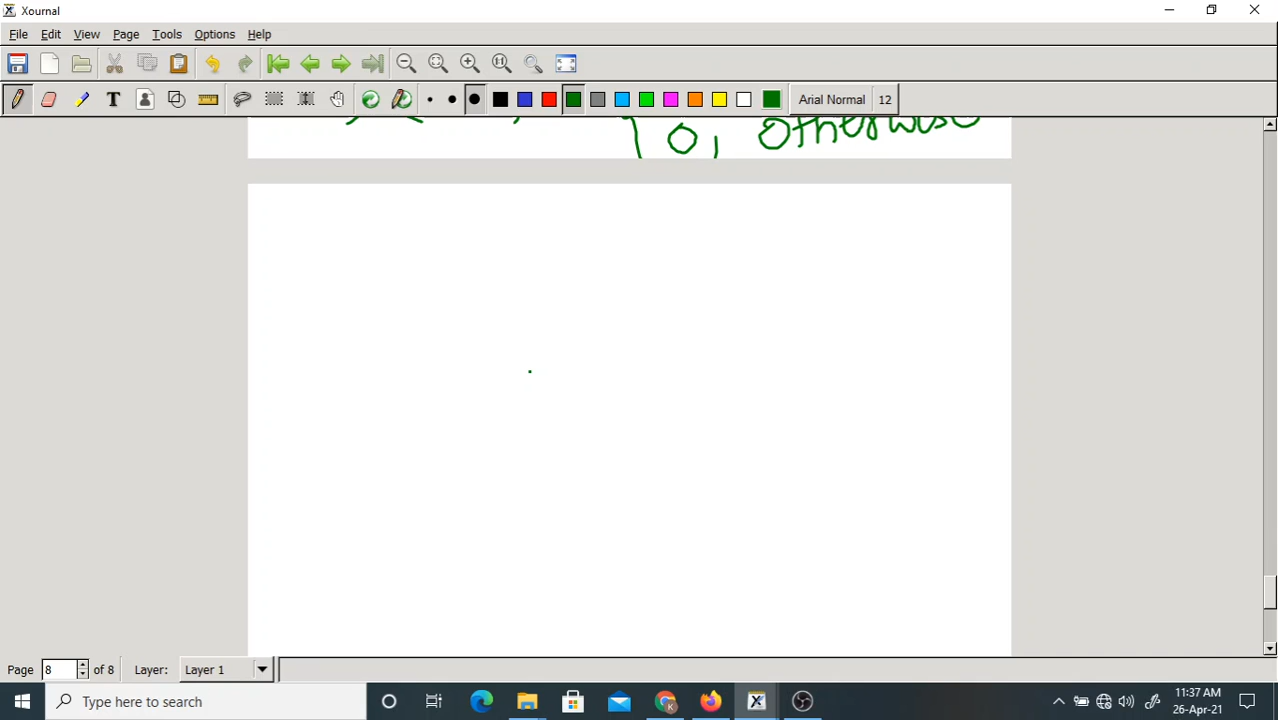 Xournal
File Edit View Page Tools Options Help
Arial Normal 12
0, otherwise
Page 8 of 8 Layer: Layer 1
Type here to search
11:37 AM
26-Apr-21